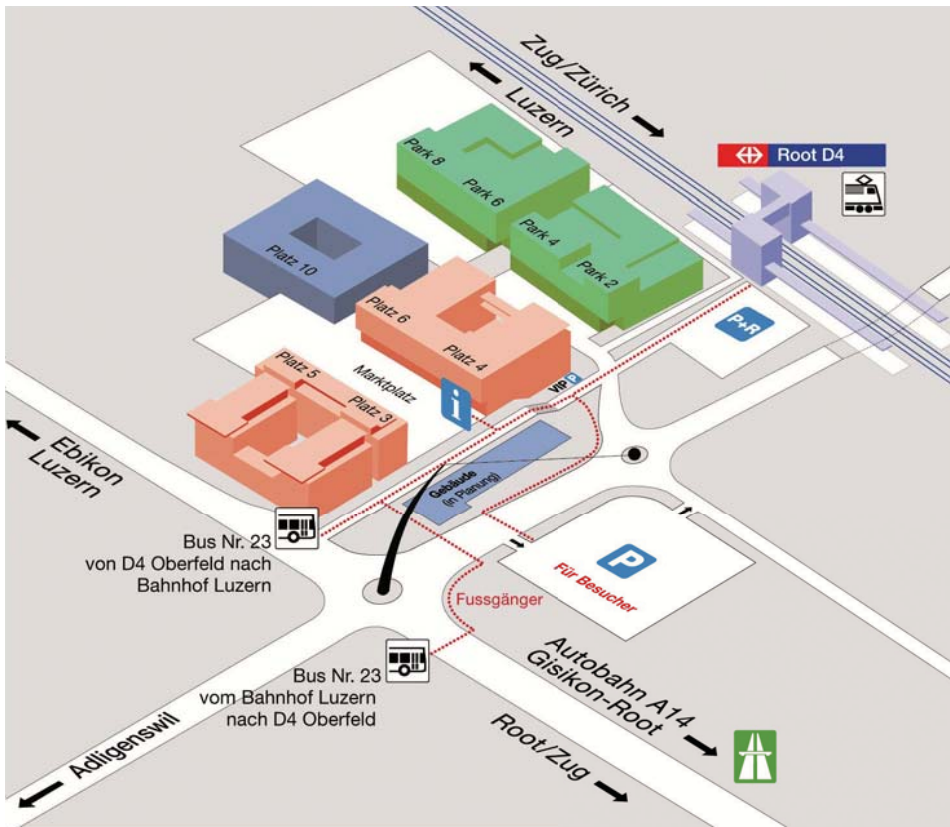 Zug/Zürich
Luzern
Root D4
Park 8
Park 6
Park 4
Park 2
Platz 10
Platz 6
Platz 4
P+R
VIP P
Platz 5
Platz 3
Marktplatz
i
Ebikon
Luzern
Gebäude
(in Planung)
Bus Nr. 23
von D4 Oberfeld nach
Bahnhof Luzern
P
Für Besucher
Fussgänger
Bus Nr. 23
vom Bahnhof Luzern
nach D4 Oberfeld
Autobahn A14
Gisikon-Root
Adligenswil
Root/Zug